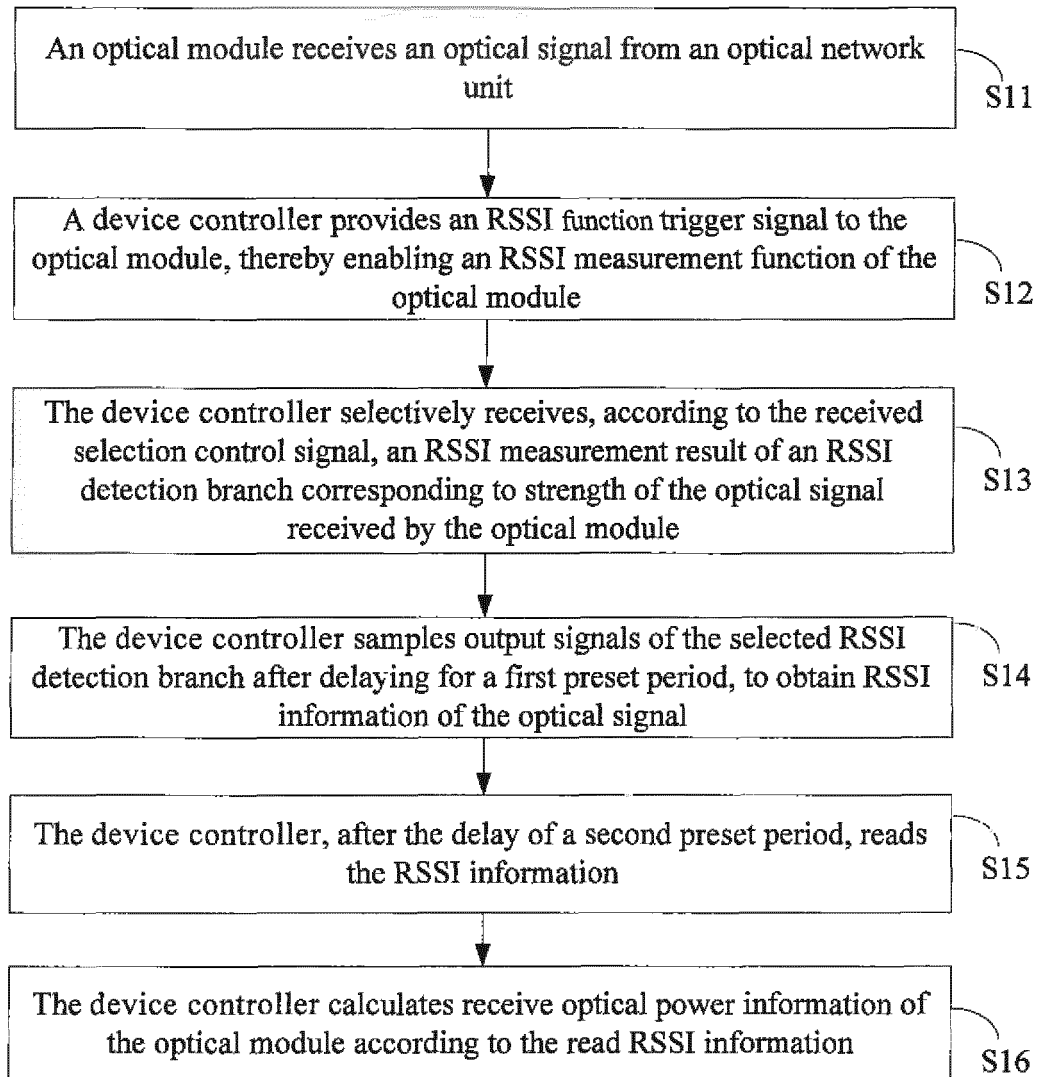 An optical module receives an optical signal from an optical network
unit
S11
A device controller provides an RSSI function trigger signal to the
optical module, thereby enabling an RSSI measurement function of the
optical module
S12
The device controller selectively receives, according to the received
selection control signal, an RSSI measurement result of an RSSI
detection branch corresponding to strength of the optical signal
received by the optical module
S13
The device controller samples output signals of the selected RSSI
detection branch after delaying for a first preset period, to obtain RSSI
information of the optical signal
S14
The device controller, after the delay of a second preset period, reads
the RSSI information
S15
The device controller calculates receive optical power information of
the optical module according to the read RSSI information
S16